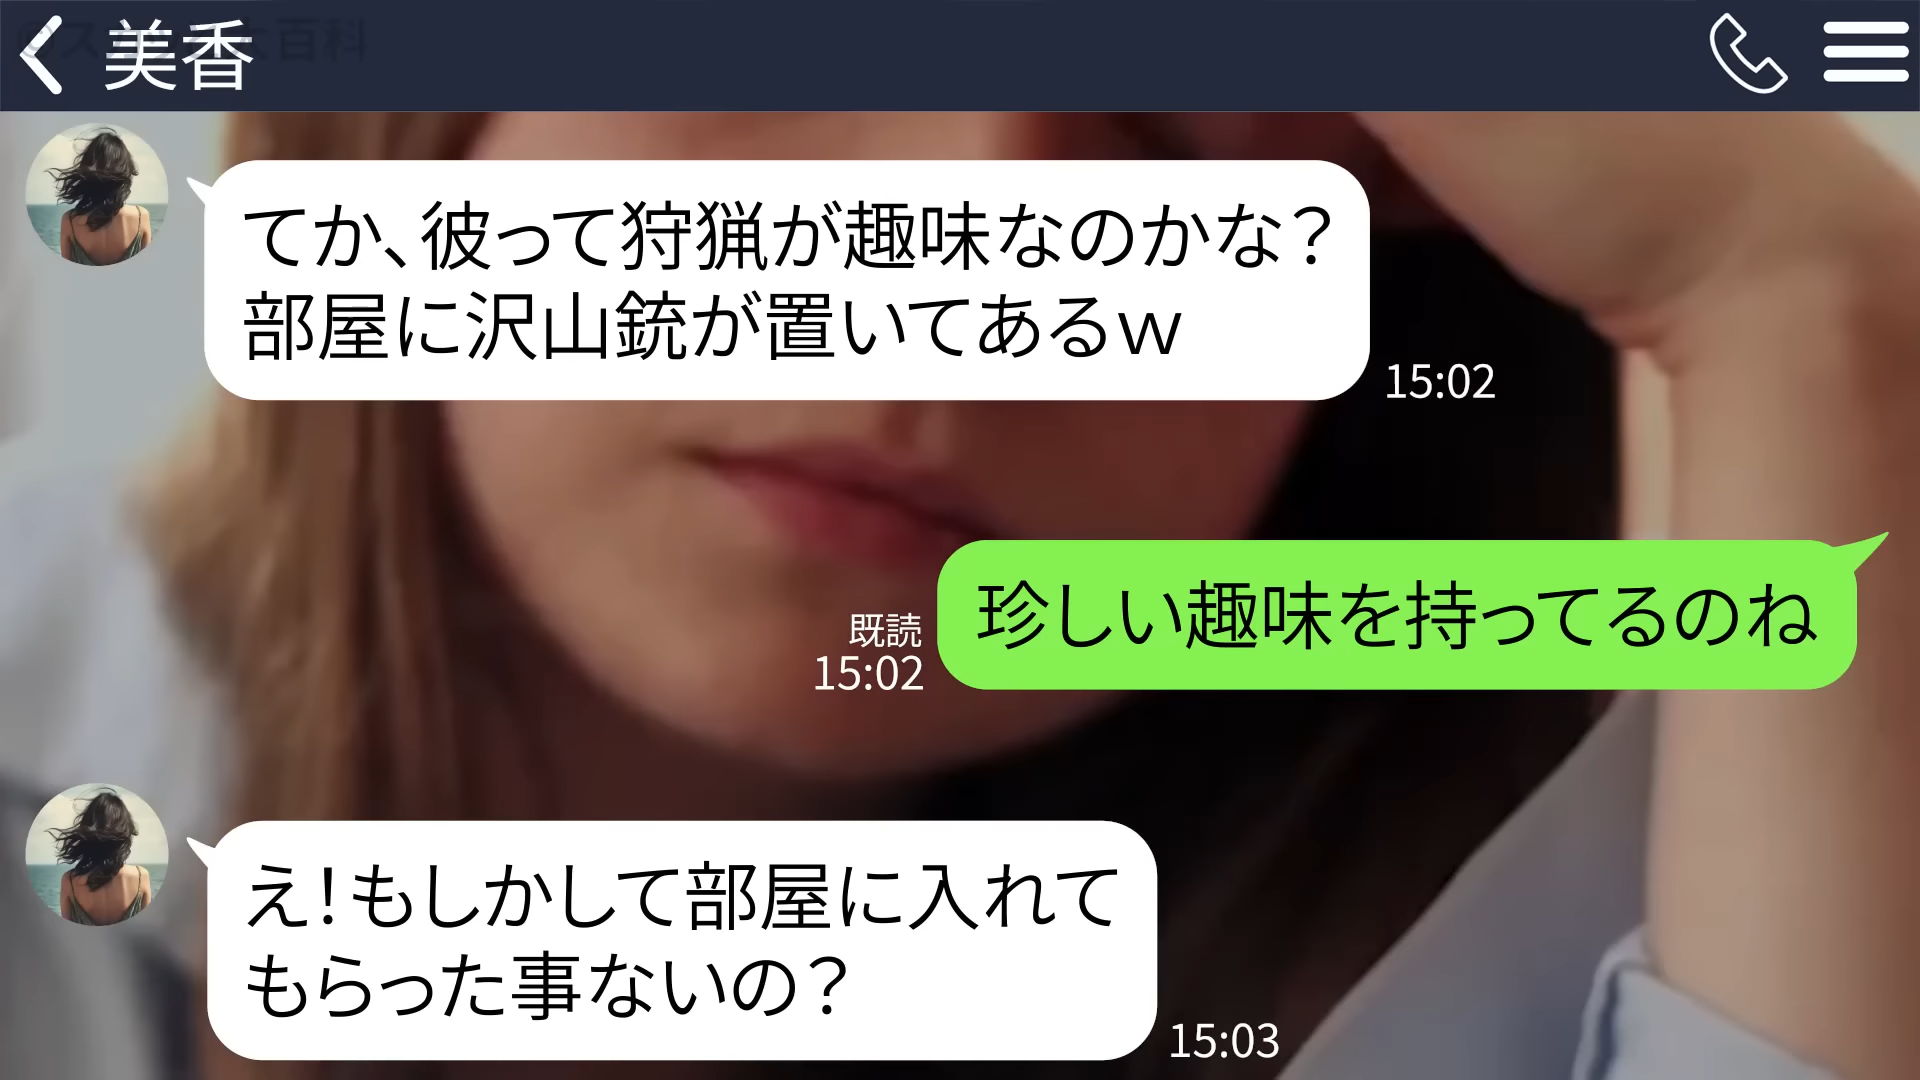 美香
てか、彼って狩猟が趣味なのかな？
部屋に沢山銃が置いてあるｗ
15:02
珍しい趣味を持ってるのね
既読
15:02
え！もしかして部屋に入れて
もらった事ないの？
15:03